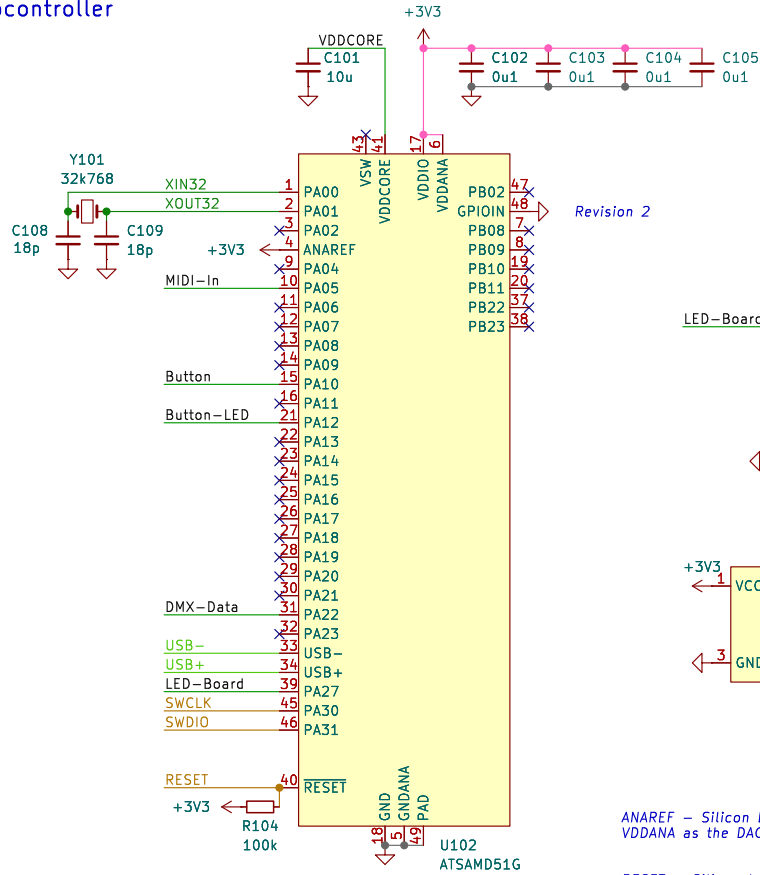 ocontroller
+3V3
VDDCORE
C101
10u
C102
0u1
C103
0u1
C104
0u1
C105
0u1
43
41
17
6
VSW
VDDCORE
VDDIO
VDDANA
Y101
32k768
XIN32
1
PA00
XOUT32
2
PA01
C108
18p
C109
18p
3
PA02
+3V3
4
ANAREF
9
PA04
MIDI-In
10
PA05
11
PA06
12
PA07
13
PA08
14
PA09
Button
15
PA10
16
PA11
Button-LED
21
PA12
22
PA13
23
PA14
24
PA15
25
PA16
26
PA17
27
PA18
28
PA19
29
PA20
30
PA21
DMX-Data
31
PA22
32
PA23
USB-
33
USB-
USB+
34
USB+
LED-Board
39
PA27
SWCLK
45
PA30
SWDIO
46
PA31
RESET
40
RESET
+3V3
R104
100k
PB02
47
GPIOIN
48
Revision 2
PB08
7
PB09
8
PB10
19
PB11
20
PB22
37
PB23
38
GND
GNDANA
PAD
18
5
49
U102
ATSAMD51G
LED-Board
+3V3
1
VCC
3
GND
ANAREF - Silicon
VDDANA as the DAC